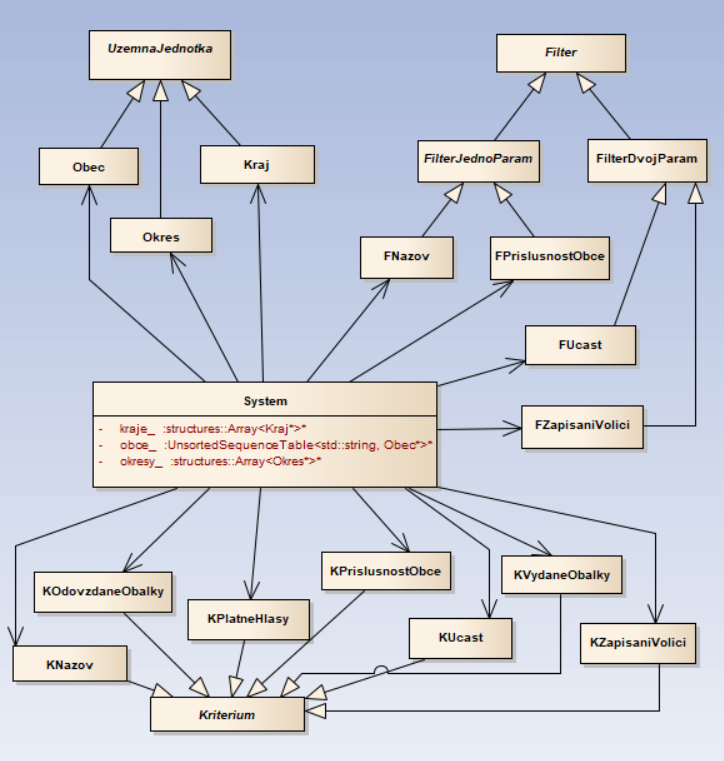 UzemnaJednotka
Filter
Obec
Kraj
FilterJednoParam
FilterDvojParam
Okres
FNazov
FPrislusnostObce
FUcast
System
- kraje_ :structures::Array<Kraj*>*
- obce_ :UnsortedSequenceTable<std::string, Obec*>*
- okresy_ :structures::Array<Okres*>*
FZapisaniVolici
KOdovzdaneObalky
KPlatneHlasy
KPrislusnostObce
KVydaneObalky
KNazov
KUcast
KZapisaniVolici
Kriterium